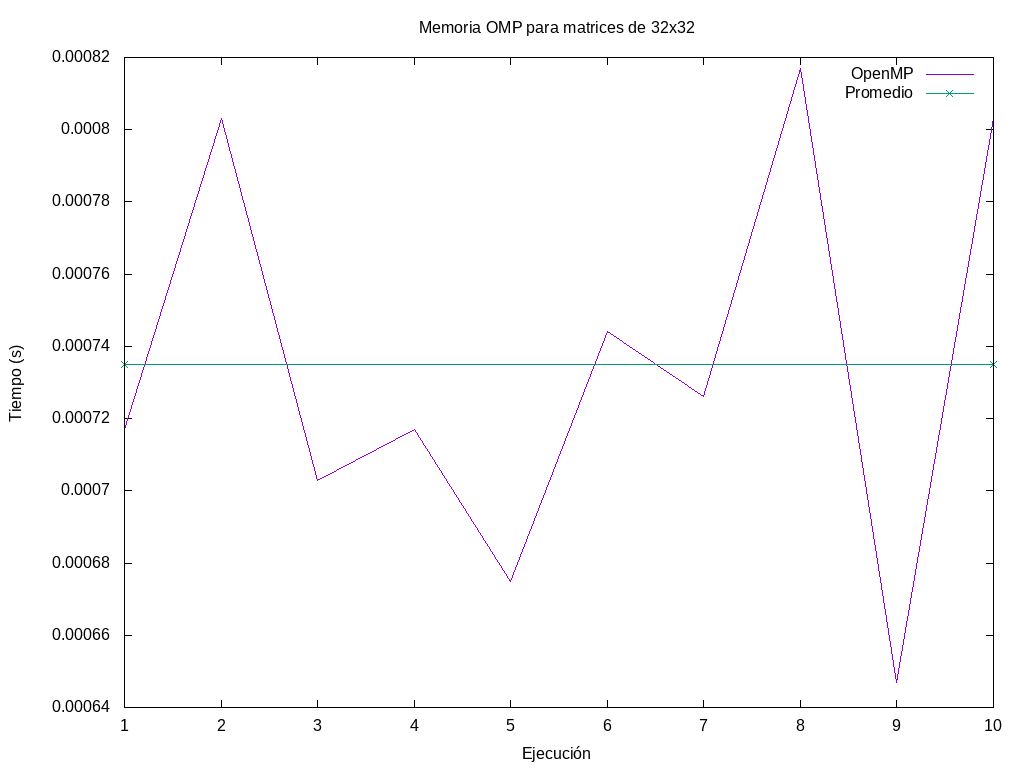 Memoria OMP para matrices de 32x32
OpenMP
Promedio
0.00082
0.0008
0.00078
0.00076
0.00074
0.00072
0.0007
0.00068
0.00066
0.00064
Tiempo (s)
1 2 3 4 5 6 7 8 9 10
Ejecución